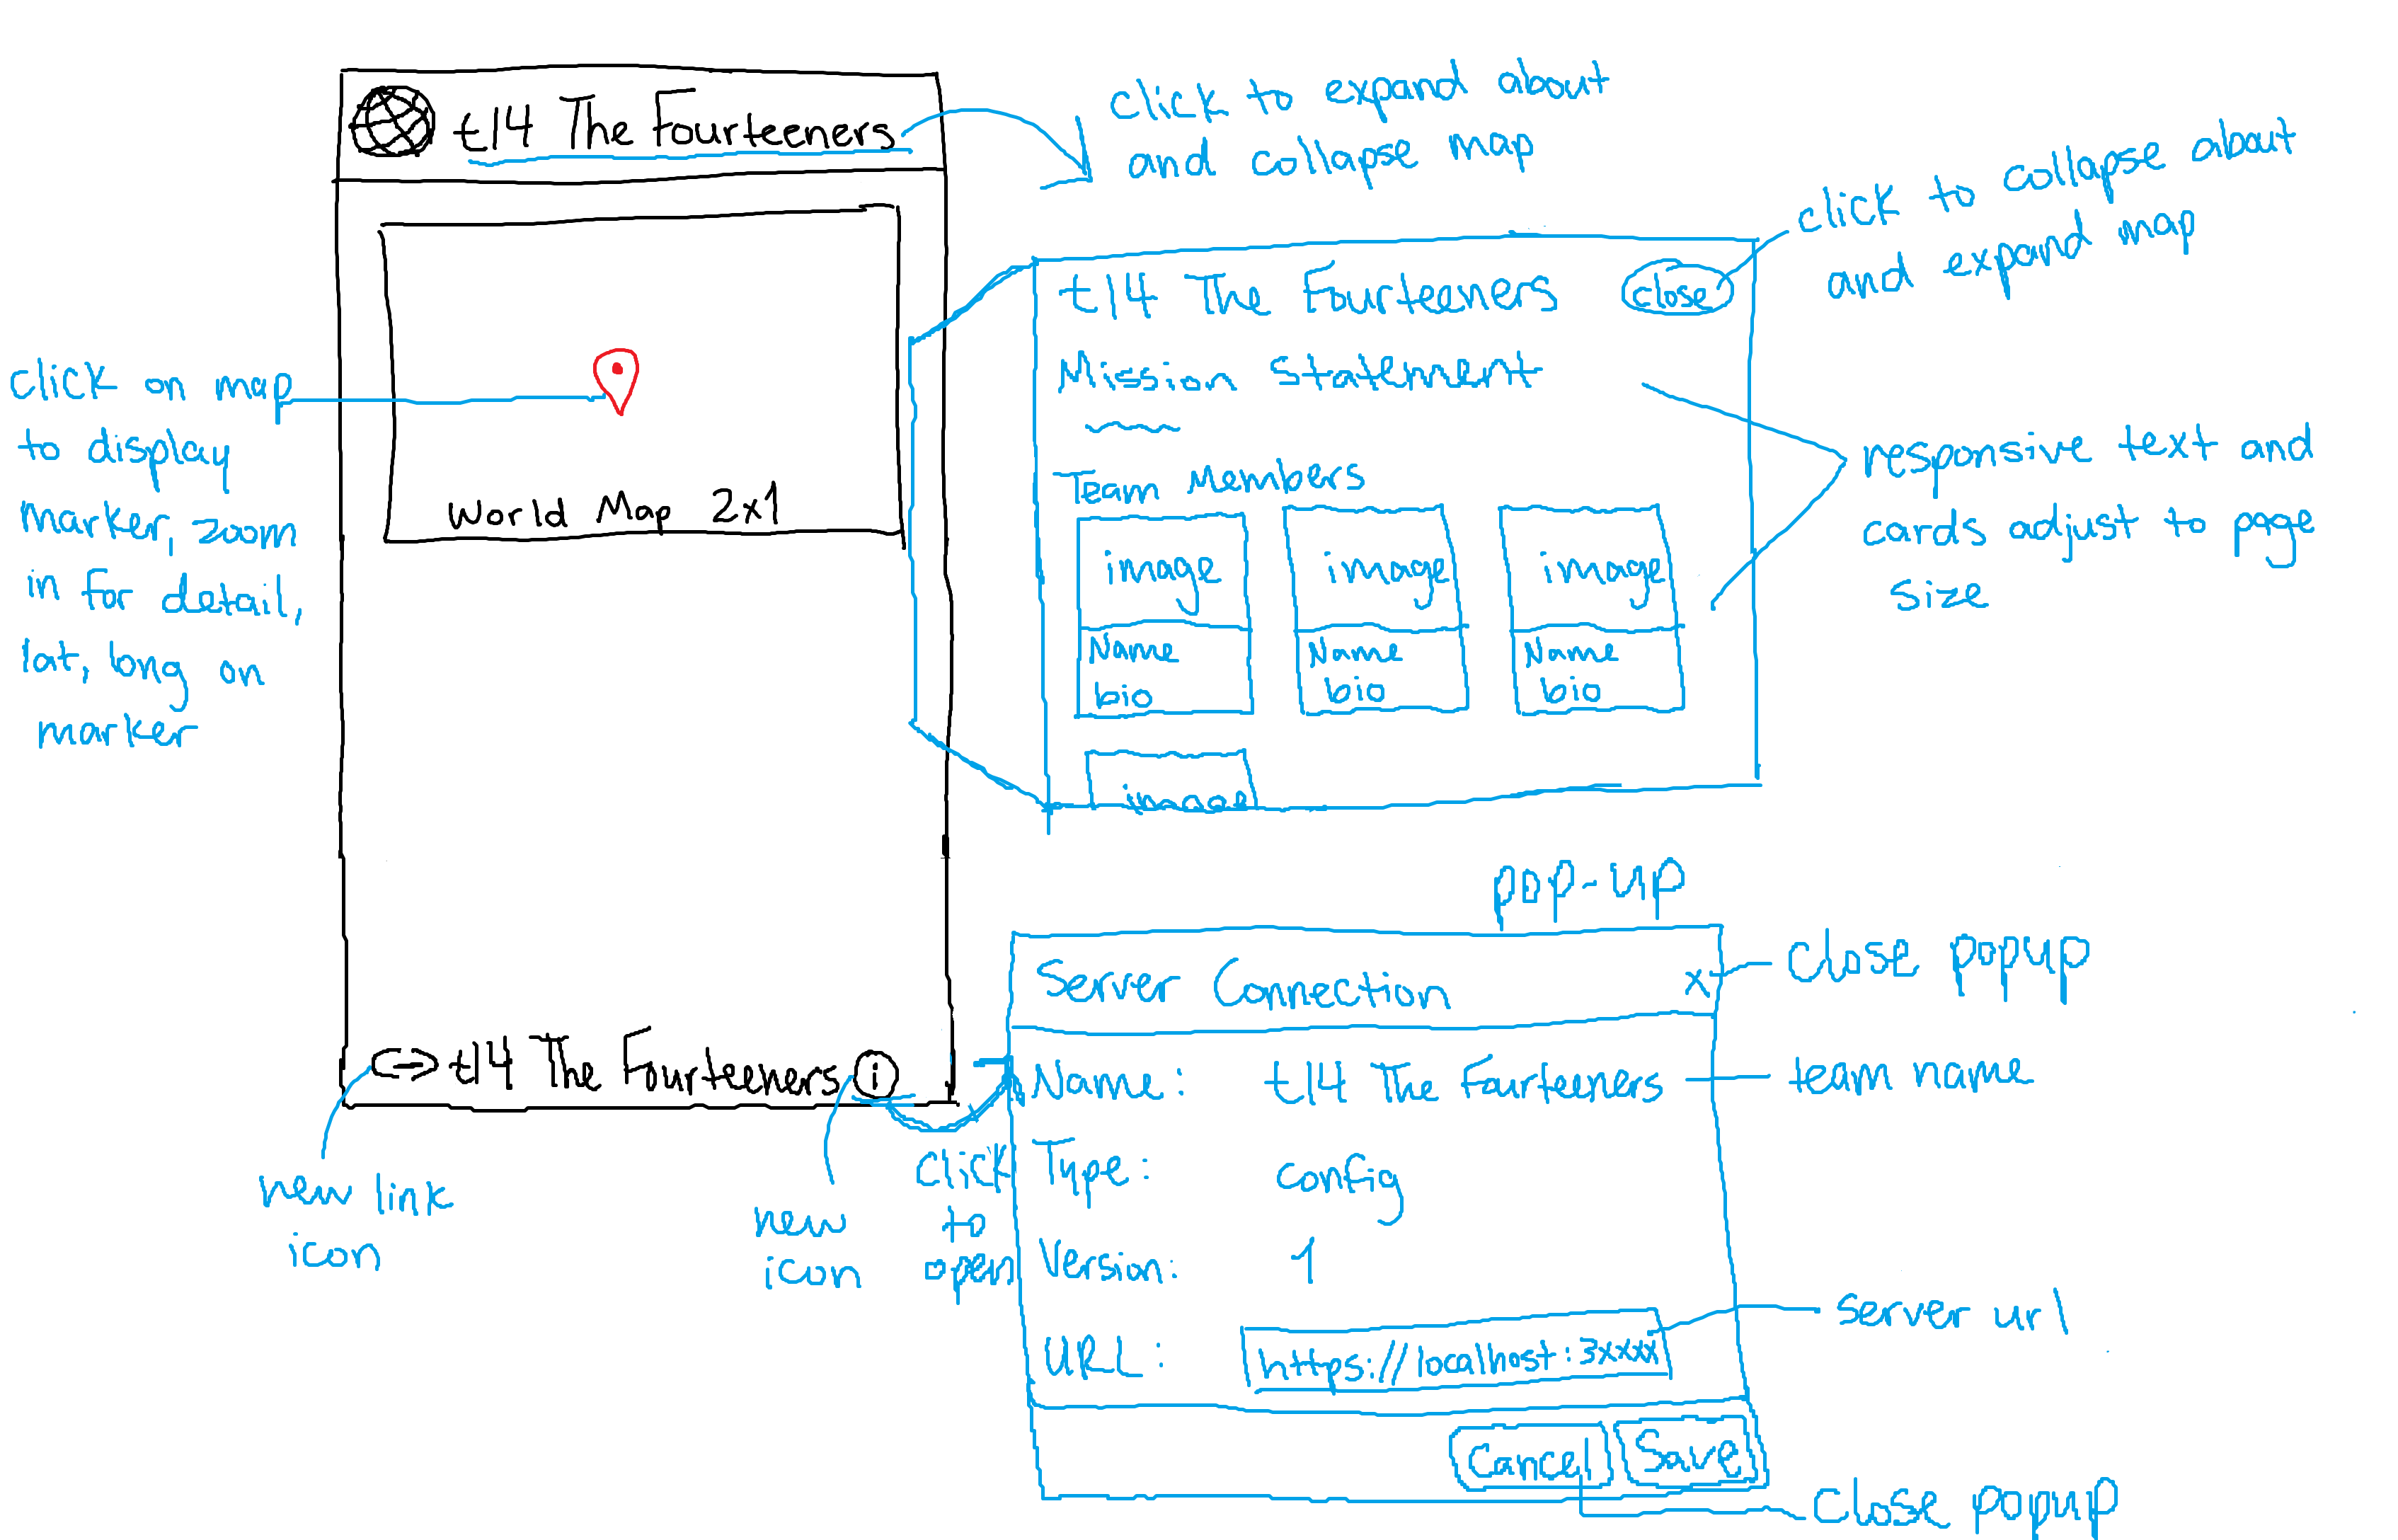 t14 The Fourteeners
World Map 2x1
t14 The Fourteeners i
click on map
to display
marker, zoom
in for detail,
lat, long on
marker
click to expand about
and collapse map
click to collapse about
and expand map
t14 The Fourteeners
close
Mission Statement
Team Members
image
Name
bio
image
Name
bio
image
Name
bio
image
responsive text and
cards adjust to page
size
new link
icon
new
icon
click
to
open
pop-up
Server Connection x
close popup
Name: t14 The Fourteeners
team name
Type: config
Version: 1
URL: https://localhost:3xxxx
server url
Cancel Save
close popup